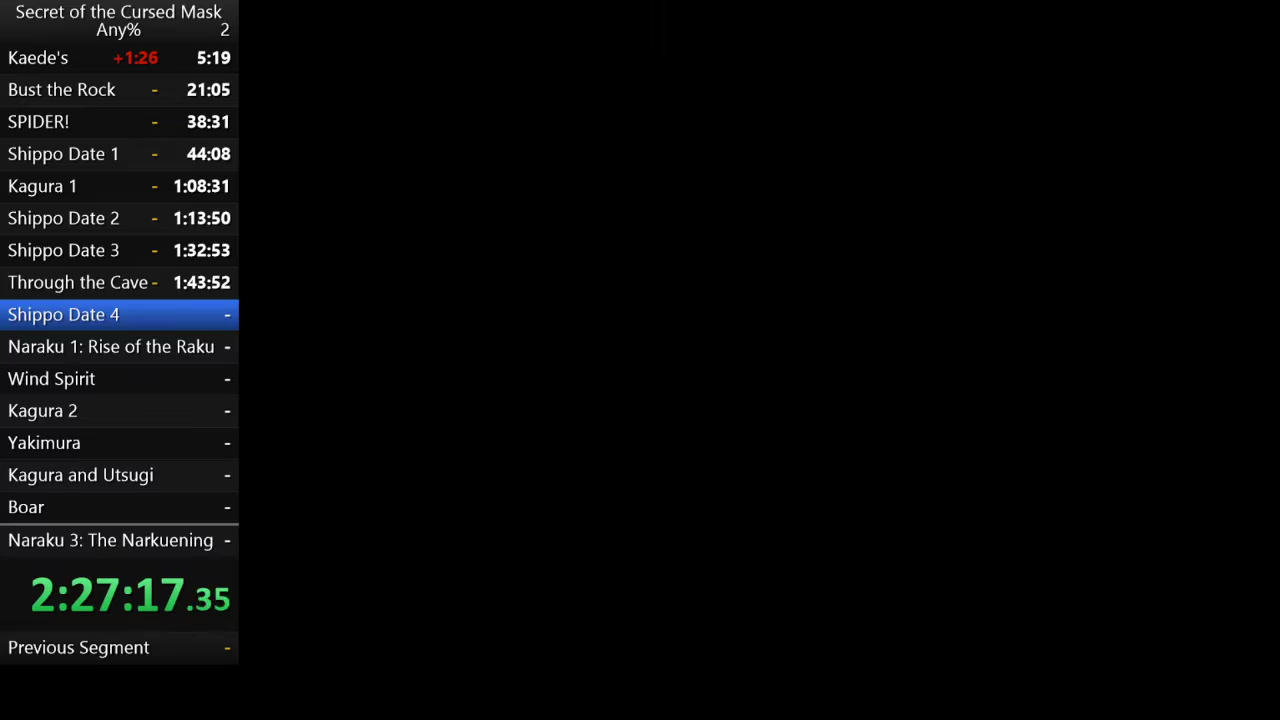 Secret of the Cursed Mask
Any% 2
Kaede's +1:26 5:19
Bust the Rock - 21:05
SPIDER! - 38:31
Shippo Date 1 - 44:08
Kagura 1 - 1:08:31
Shippo Date 2 - 1:13:50
Shippo Date 3 - 1:32:53
Through the Cave - 1:43:52
Shippo Date 4 -
Naraku 1: Rise of the Raku -
Wind Spirit -
Kagura 2 -
Yakimura -
Kagura and Utsugi -
Boar -
Naraku 3: The Narkuening -
2:27:17.35
Previous Segment -